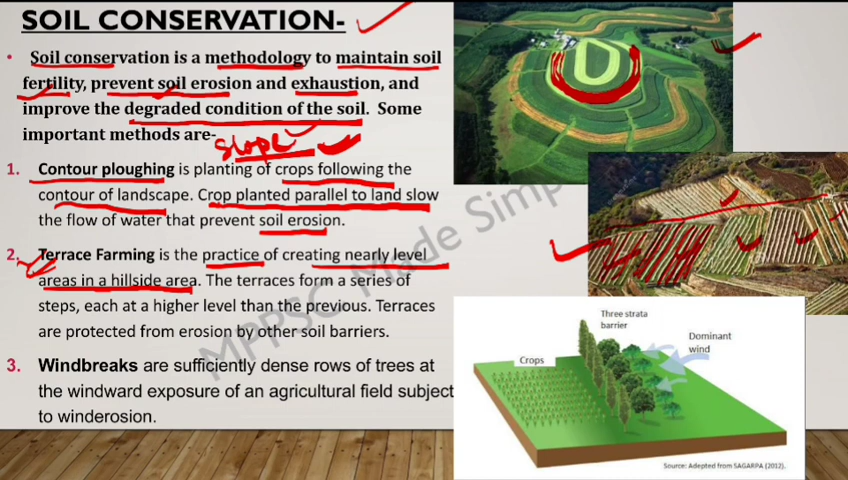 SOIL CONSERVATION-
• Soil conservation is a methodology to maintain soil
fertility, prevent soil erosion and exhaustion, and
improve the degraded condition of the soil. Some
important methods are-
slope
1. Contour ploughing is planting of crops following the
contour of landscape. Crop planted parallel to land slow
the flow of water that prevent soil erosion.
2. Terrace Farming is the practice of creating nearly level
areas in a hillside area. The terraces form a series of
steps, each at a higher level than the previous. Terraces
are protected from erosion by other soil barriers.
3. Windbreaks are sufficiently dense rows of trees at
the windward exposure of an agricultural field subject
to winderosion.
MPPSC Made Simp
Three strata
barrier
Dominant
wind
Crops
Source: Adepted from SAGARPA (2012).